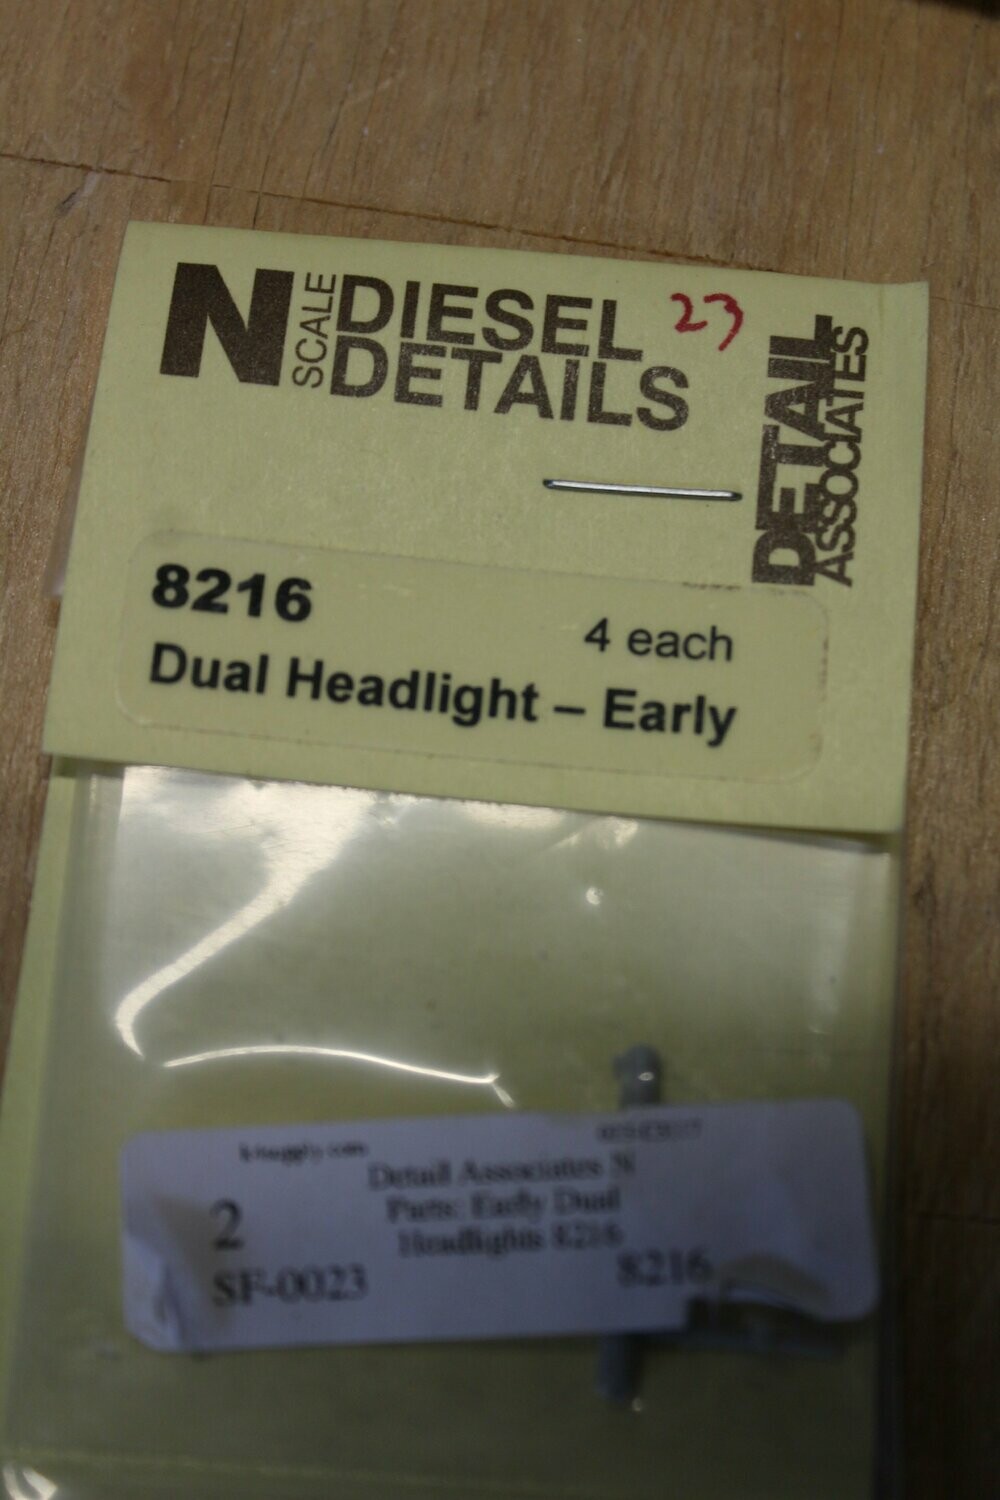 N SCALE DIESEL DETAILS
23
DETAIL ASSOCIATES
8216
4 each
Dual Headlight – Early
Detail Associates N
Parts: Early Dual
Headlights 8216
2
SF-0023
8216